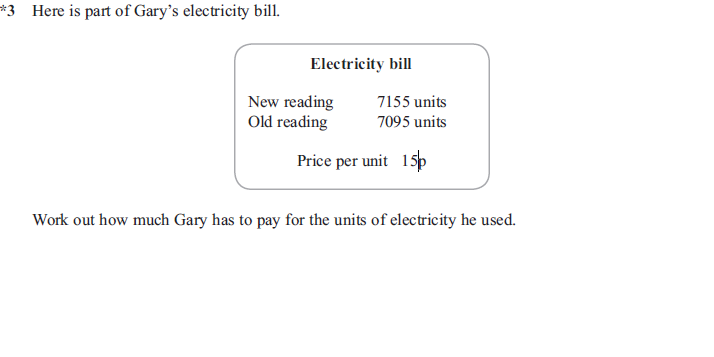 *3 Here is part of Gary's electricity bill.
Electricity bill
New reading 7155 units
Old reading 7095 units
Price per unit 15p
Work out how much Gary has to pay for the units of electricity he used.